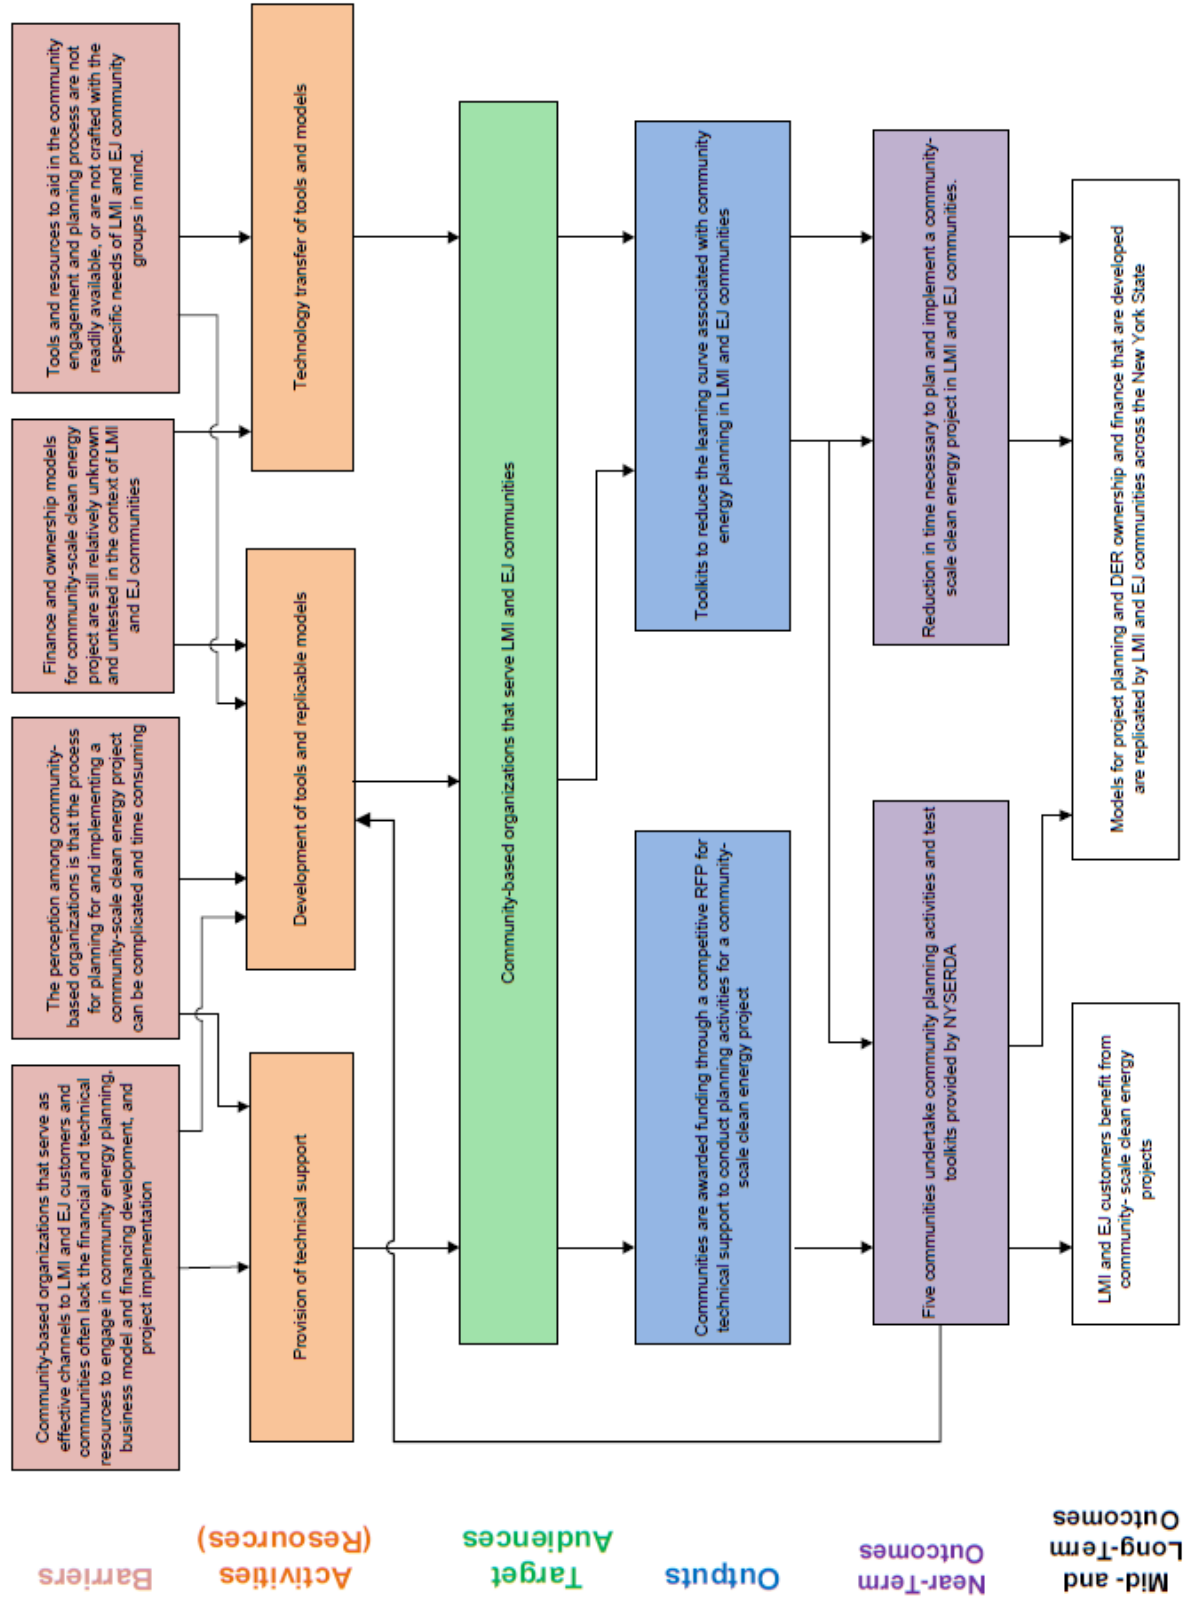 Barriers
Community-based organizations that serve as
effective channels to LMI and EJ customers and
communities often lack the financial and technical
resources to engage in community energy planning,
business model and financing development, and
project implementation
The perception among community-
based organizations is that the process
for planning for and implementing a
community-scale clean energy project
can be complicated and time consuming
Finance and ownership models
for community-scale clean energy
project are still relatively unknown
and untested in the context of LMI
and EJ communities
Tools and resources to aid in the community
engagement and planning process are not
readily available, or are not crafted with the
specific needs of LMI and EJ community
groups in mind.
Activities
(Resources)
Provision of technical support
Development of tools and replicable models
Technology transfer of tools and models
Target
Audiences
Community-based organizations that serve LMI and EJ communities
Outputs
Communities are awarded funding through a competitive RFP for
technical support to conduct planning activities for a community-
scale clean energy project
Toolkits to reduce the learning curve associated with community
energy planning in LMI and EJ communities
Near-Term
Outcomes
Five communities undertake community planning activities and test
toolkits provided by NYSERDA
Reduction in time necessary to plan and implement a community-
scale clean energy project in LMI and EJ communities.
Mid- and
Long-Term
Outcomes
LMI and EJ customers benefit from
community- scale clean energy
projects
Models for project planning and DER ownership and finance that are developed
are replicated by LMI and EJ communities across the New York State